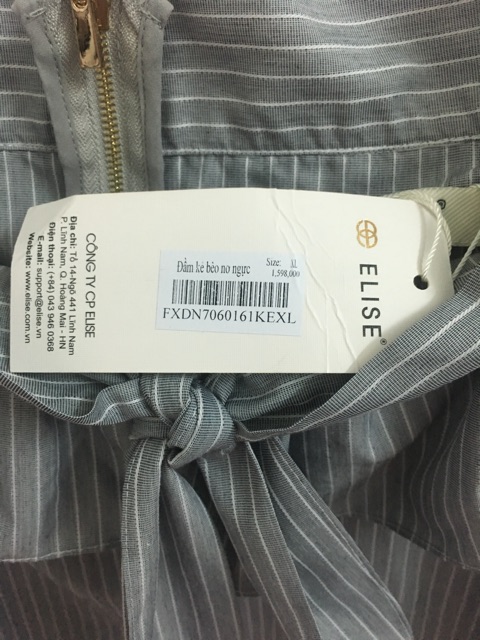 CÔNG TY CP ELISE
Địa chỉ: Tổ 14-Ngõ 441 Lĩnh Nam
P. Lĩnh Nam, Q. Hoàng Mai - HN
Điện thoại: (+84) 043 946 0368
E-mail: support@elise.com.vn
Website: www.elise.com.vn
Đầm kẻ bèo nơ ngực
Size: XL
1,598,000
FXDN7060161KEXL
ELISE®